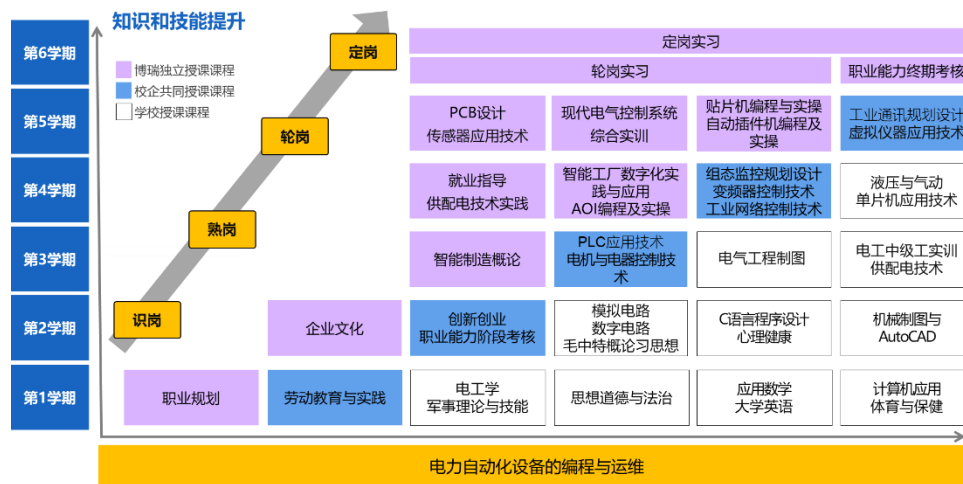 知识和技能提升
博瑞独立授课课程
校企共同授课课程
学校授课课程
识岗
熟岗
轮岗
定岗
第6学期
定岗实习
轮岗实习
职业能力终期考核
第5学期
PCB设计
传感器应用技术
现代电气控制系统
综合实训
贴片机编程与实操
自动插件机编程及
实操
工业通讯规划设计
虚拟仪器应用技术
第4学期
就业指导
供配电技术实践
智能工厂数字化实
践与应用
AOI编程及实操
组态监控规划设计
变频器控制技术
工业网络控制技术
液压与气动
单片机应用技术
第3学期
智能制造概论
PLC应用技术
电机与电器控制技
术
电气工程制图
电工中级工实训
供配电技术
第2学期
企业文化
创新创业
职业能力阶段考核
模拟电路
数字电路
毛中特概论习思想
C语言程序设计
心理健康
机械制图与
AutoCAD
第1学期
职业规划
劳动教育与实践
电工学
军事理论与技能
思想道德与法治
应用数学
大学英语
计算机应用
体育与保健
电力自动化设备的编程与运维